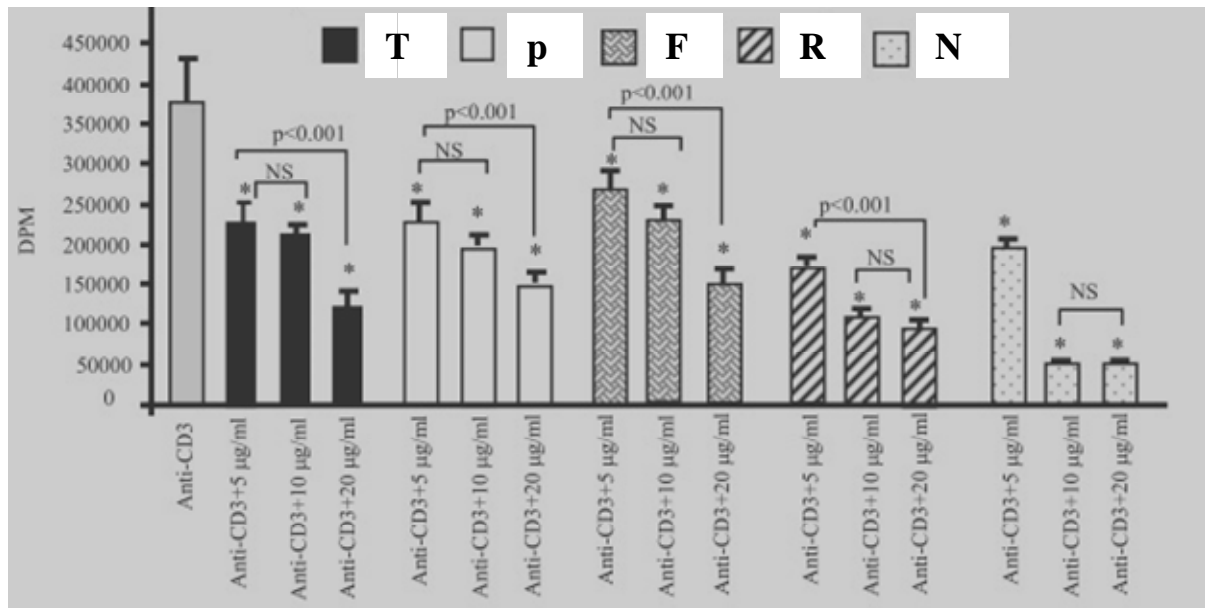 T p F R N
450000
400000
350000
300000
250000
200000
150000
100000
50000
0
DPM
p<0.001
NS
* * *
p<0.001
NS
* * *
p<0.001
NS
* * *
p<0.001
NS
* * *
NS
* * *
Anti-CD3
Anti-CD3+5 µg/ml
Anti-CD3+10 µg/ml
Anti-CD3+20 µg/ml
Anti-CD3+5 µg/ml
Anti-CD3+10 µg/ml
Anti-CD3+20 µg/ml
Anti-CD3+5 µg/ml
Anti-CD3+10 µg/ml
Anti-CD3+20 µg/ml
Anti-CD3+5 µg/ml
Anti-CD3+10 µg/ml
Anti-CD3+20 µg/ml
Anti-CD3+5 µg/ml
Anti-CD3+10 µg/ml
Anti-CD3+20 µg/ml